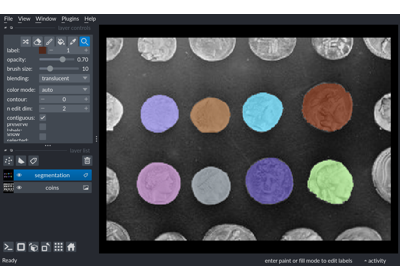 File View Window Plugins Help
layer controls
label: 1
opacity: 0.70
brush size: 10
blending: translucent
color mode: auto
contour: 0
n edit dim: 2
contiguous:
preserve labels:
show selected:
layer list
segmentation
coins
Ready enter paint or fill mode to edit labels activity